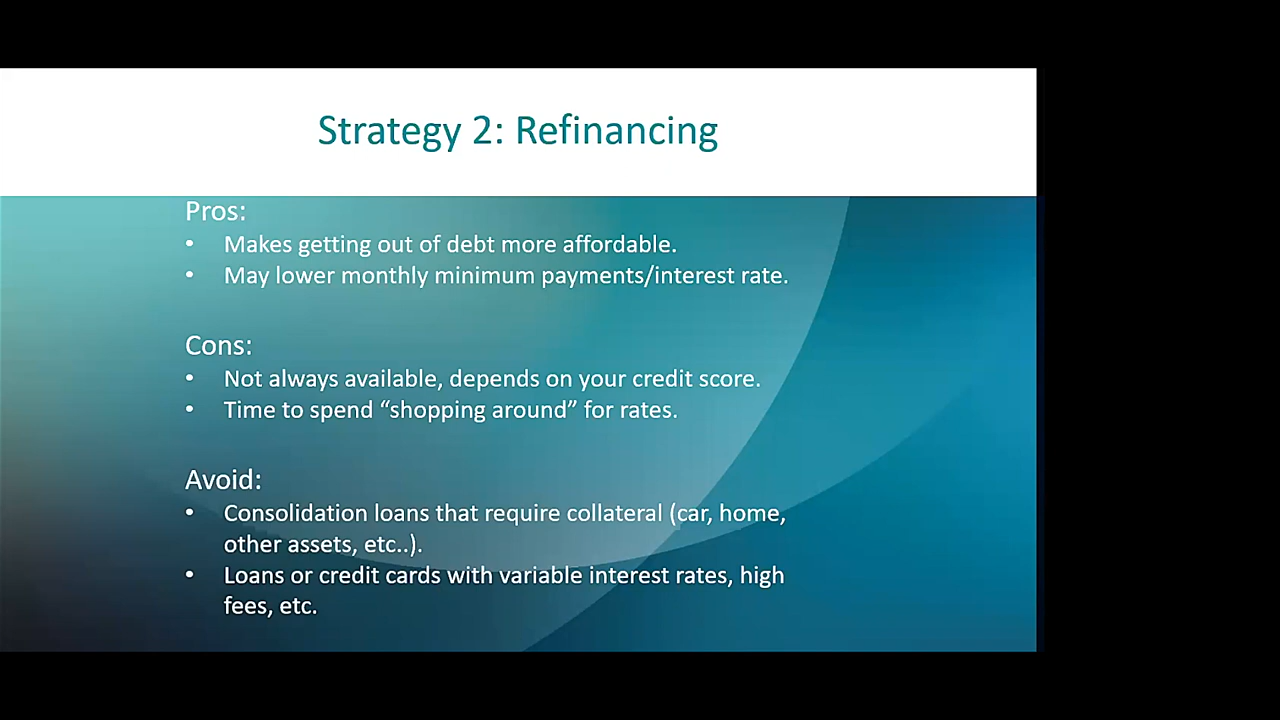 Strategy 2: Refinancing
Pros:
• Makes getting out of debt more affordable.
• May lower monthly minimum payments/interest rate.
Cons:
• Not always available, depends on your credit score.
• Time to spend “shopping around” for rates.
Avoid:
• Consolidation loans that require collateral (car, home,
other assets, etc..).
• Loans or credit cards with variable interest rates, high
fees, etc.